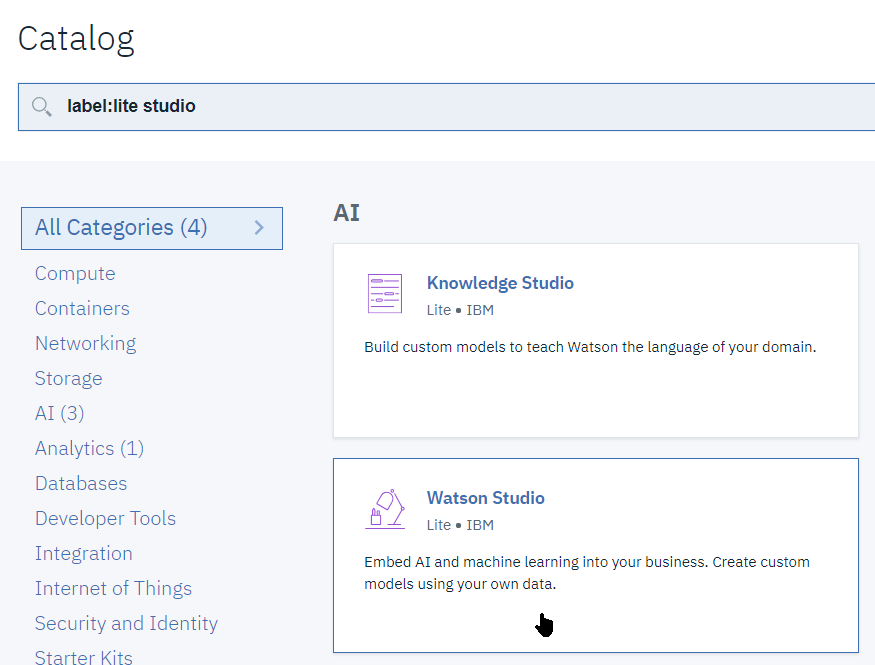 Catalog
label:lite studio
All Categories (4)
Compute
Containers
Networking
Storage
AI (3)
Analytics (1)
Databases
Developer Tools
Integration
Internet of Things
Security and Identity
Starter Kits
AI
Knowledge Studio
Lite • IBM
Build custom models to teach Watson the language of your domain.
Watson Studio
Lite • IBM
Embed AI and machine learning into your business. Create custom
models using your own data.